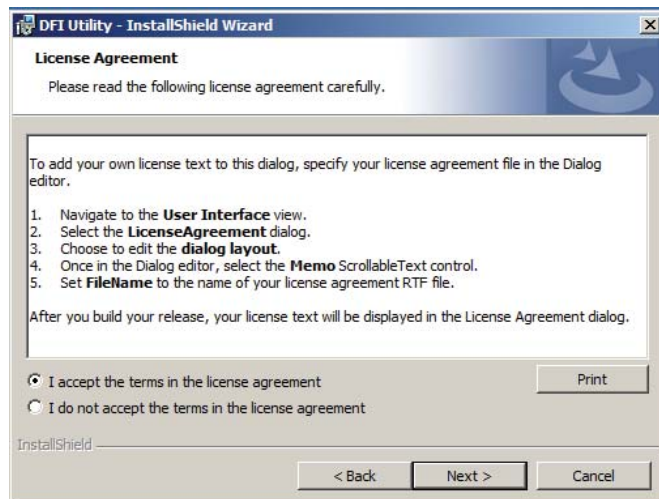 DFI Utility - InstallShield Wizard
License Agreement
Please read the following license agreement carefully.
To add your own license text to this dialog, specify your license agreement file in the Dialog
editor.
1. Navigate to the User Interface view.
2. Select the LicenseAgreement dialog.
3. Choose to edit the dialog layout.
4. Once in the Dialog editor, select the Memo ScrollableText control.
5. Set FileName to the name of your license agreement RTF file.
After you build your release, your license text will be displayed in the License Agreement dialog.
I accept the terms in the license agreement
Print
I do not accept the terms in the license agreement
InstallShield
< Back
Next >
Cancel